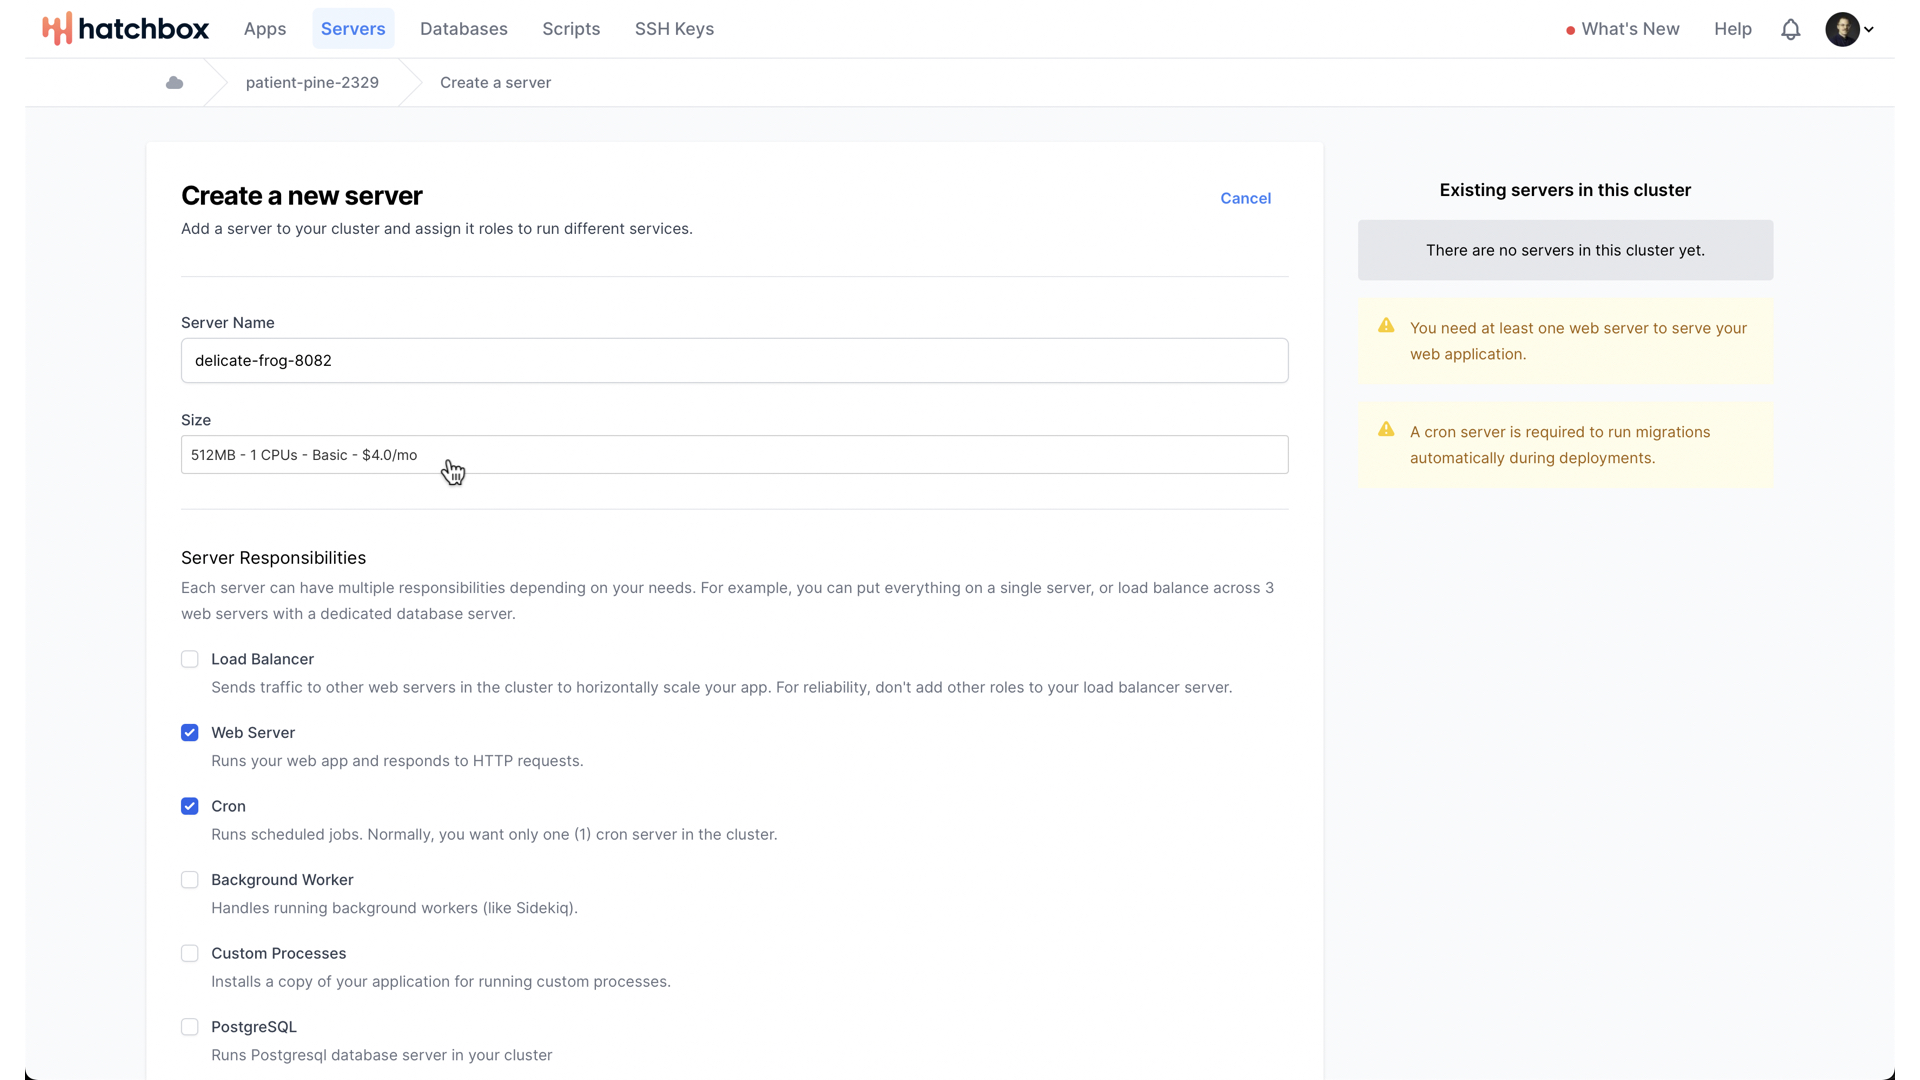 hatchbox
Apps
Servers
Databases
Scripts
SSH Keys
What's New
Help
patient-pine-2329
Create a server
Create a new server
Cancel
Add a server to your cluster and assign it roles to run different services.
Server Name
delicate-frog-8082
Size
512MB - 1 CPUs - Basic - $4.0/mo
Server Responsibilities
Each server can have multiple responsibilities depending on your needs. For example, you can put everything on a single server, or load balance across 3
web servers with a dedicated database server.
Load Balancer
Sends traffic to other web servers in the cluster to horizontally scale your app. For reliability, don't add other roles to your load balancer server.
Web Server
Runs your web app and responds to HTTP requests.
Cron
Runs scheduled jobs. Normally, you want only one (1) cron server in the cluster.
Background Worker
Handles running background workers (like Sidekiq).
Custom Processes
Installs a copy of your application for running custom processes.
PostgreSQL
Runs Postgresql database server in your cluster
Existing servers in this cluster
There are no servers in this cluster yet.
You need at least one web server to serve your
web application.
A cron server is required to run migrations
automatically during deployments.